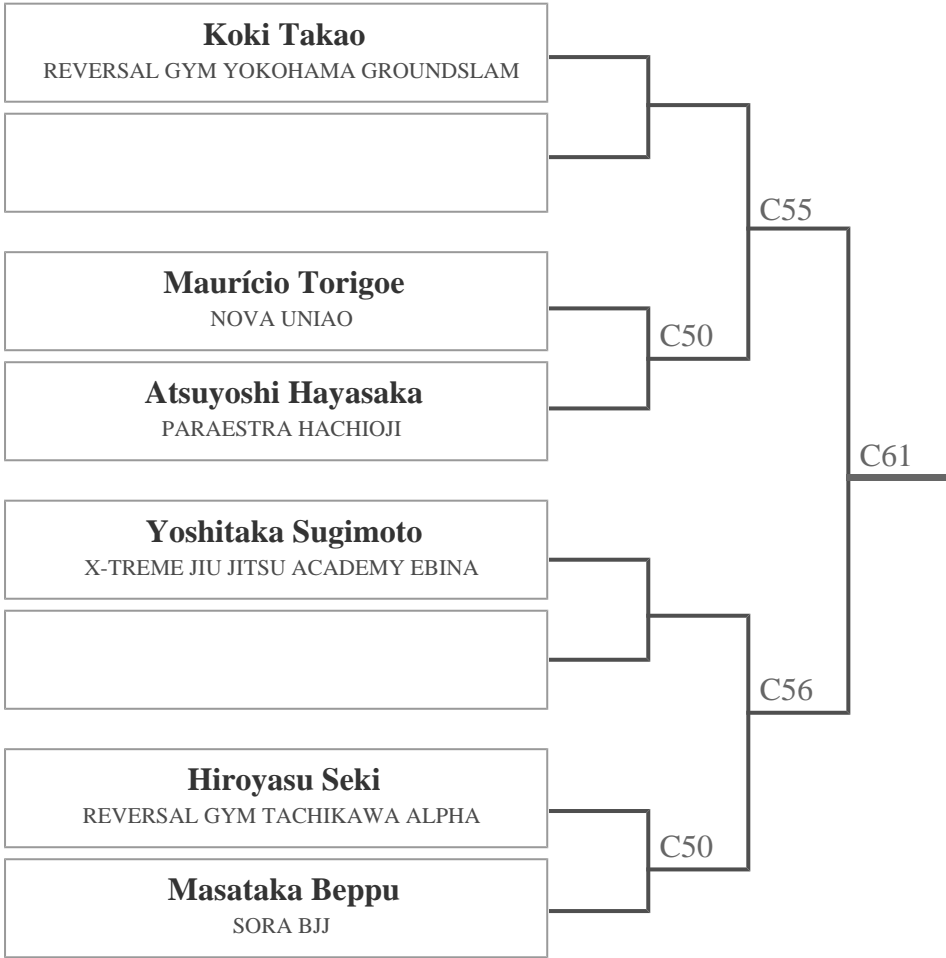 Koki Takao
REVERSAL GYM YOKOHAMA GROUNDSLAM
C55
Maurício Torigoe
NOVA UNIAO
C50
Atsuyoshi Hayasaka
PARAESTRA HACHIOJI
C61
Yoshitaka Sugimoto
X-TREME JIU JITSU ACADEMY EBINA
C56
Hiroyasu Seki
REVERSAL GYM TACHIKAWA ALPHA
C50
Masataka Beppu
SORA BJJ